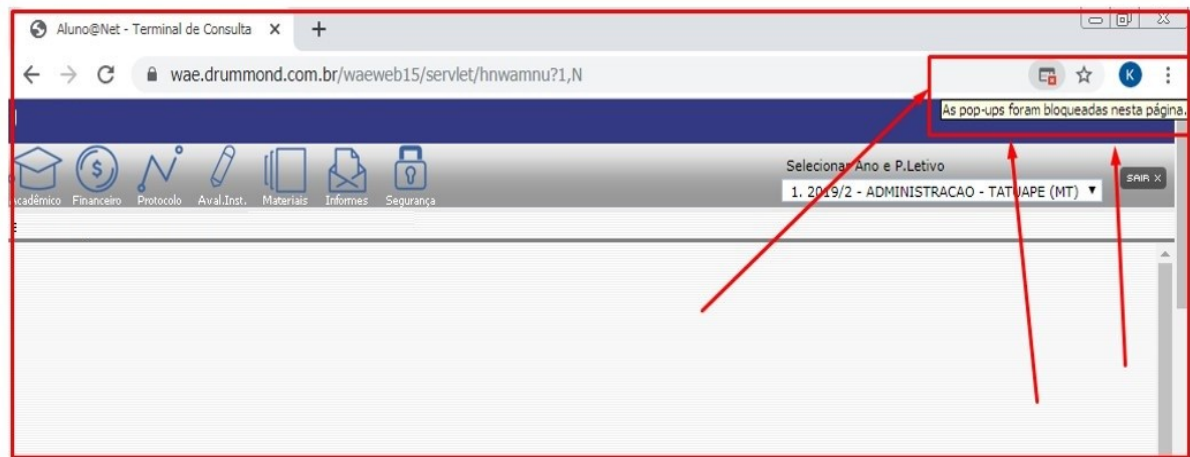 Aluno@Net - Terminal de Consulta
wae.drummond.com.br/waeweb15/servlet/hnwamnu?1,N
K
As pop-ups foram bloqueadas nesta página.
Selecionar Ano e P.Letivo
1. 2019/2 - ADMINISTRACAO - TATUAPE (MT)
SAIR X
Acadêmico Financeiro Protocolo Aval.Inst. Materiais Informes Segurança